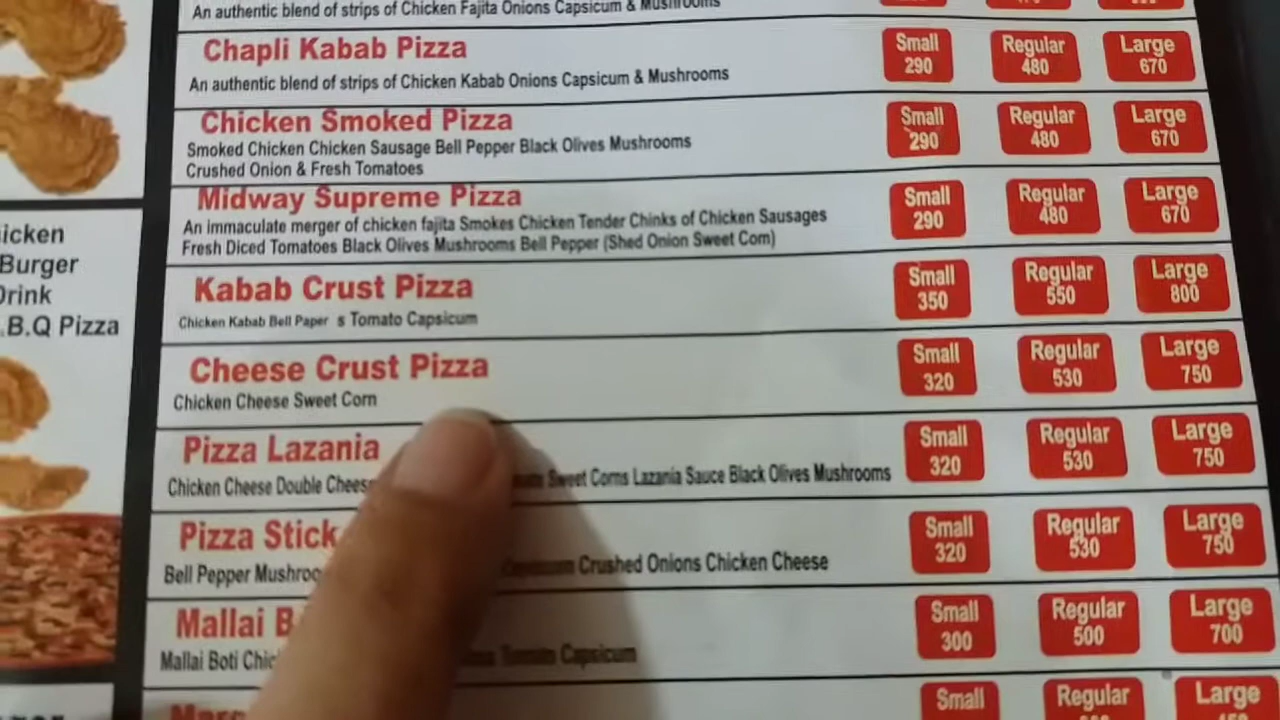 An authentic blend of strips of Chicken Fajita Onions Capsicum & Mushrooms
Chapli Kabab Pizza
Small Regular Large
290 480 670
An authentic blend of strips of Chicken Kabab Onions Capsicum & Mushrooms
Chicken Smoked Pizza
Small Regular Large
290 480 670
Smoked Chicken Chicken Sausage Bell Pepper Black Olives Mushrooms
Crushed Onion & Fresh Tomatoes
Midway Supreme Pizza
Small Regular Large
290 480 670
An immaculate merger of chicken fajita Smokes Chicken Tender Chinks of Chicken Sausages
Fresh Diced Tomatoes Black Olives Mushrooms Bell Pepper (Shed Onion Sweet Corn)
Kabab Crust Pizza
Small Regular Large
350 550 800
Chicken Kabab Bell Paper s Tomato Capsicum
Cheese Crust Pizza
Small Regular Large
320 530 750
Chicken Cheese Sweet Corn
Pizza Lazania
Small Regular Large
320 530 750
Chicken Cheese Double Sweet Corns Lazania Sauce Black Olives Mushrooms
Pizza Stick
Small Regular Large
320 530 750
Bell Pepper Crushed Onions Chicken Cheese
Mallai
Small Regular Large
300 500 700
Mallai Boti Tomato Capsicum
Small Regular Large
Burger
Drink
.B.Q Pizza